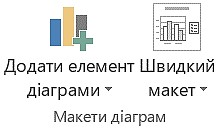 Додати елемент Швидкий
діаграми макет
Макети діаграм